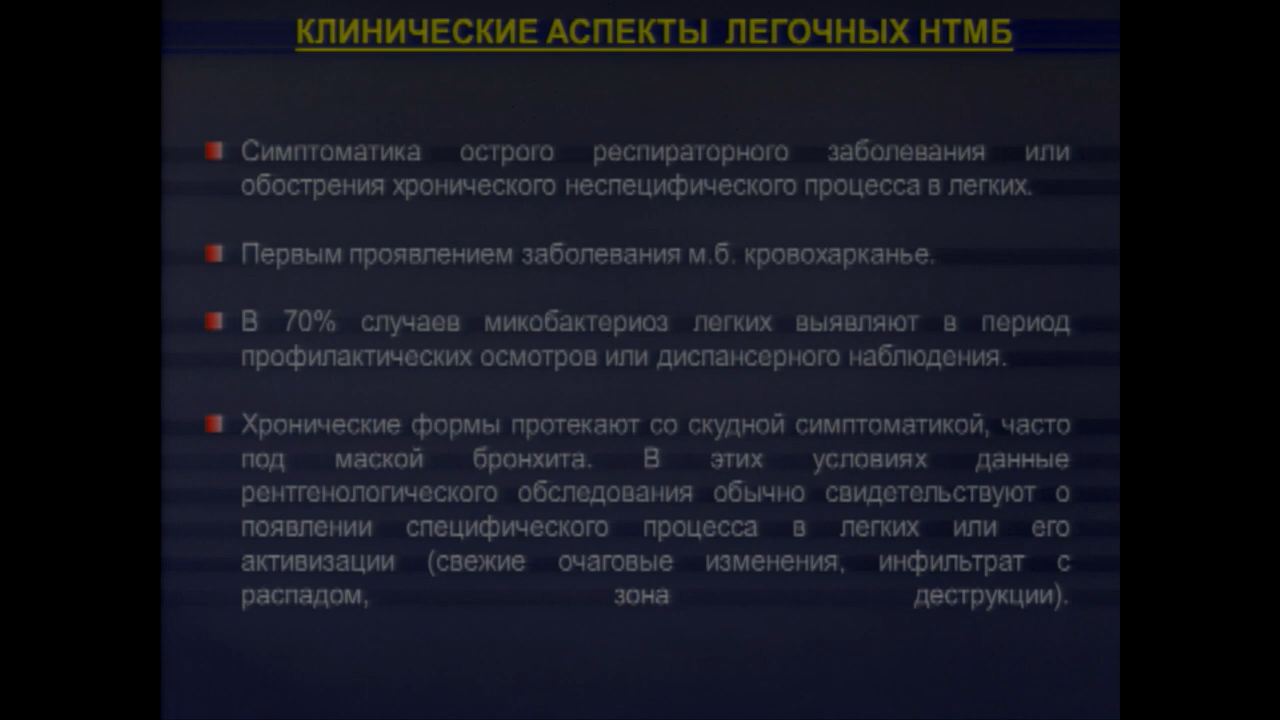 КЛИНИЧЕСКИЕ АСПЕКТЫ ЛЕГОЧНЫХ НТМБ
Симптоматика острого респираторного заболевания или
обострения хронического неспецифического процесса в легких.
Первым проявлением заболевания м.б. кровохарканье.
В 70% случаев микобактериоз легких выявляют в период
профилактических осмотров или диспансерного наблюдения.
Хронические формы протекают со скудной симптоматикой, часто
под маской бронхита. В этих условиях данные
рентгенологического обследования обычно свидетельствуют о
появлении специфического процесса в легких или его
активизации (свежие очаговые изменения, инфильтрат с
распадом, зона деструкции).